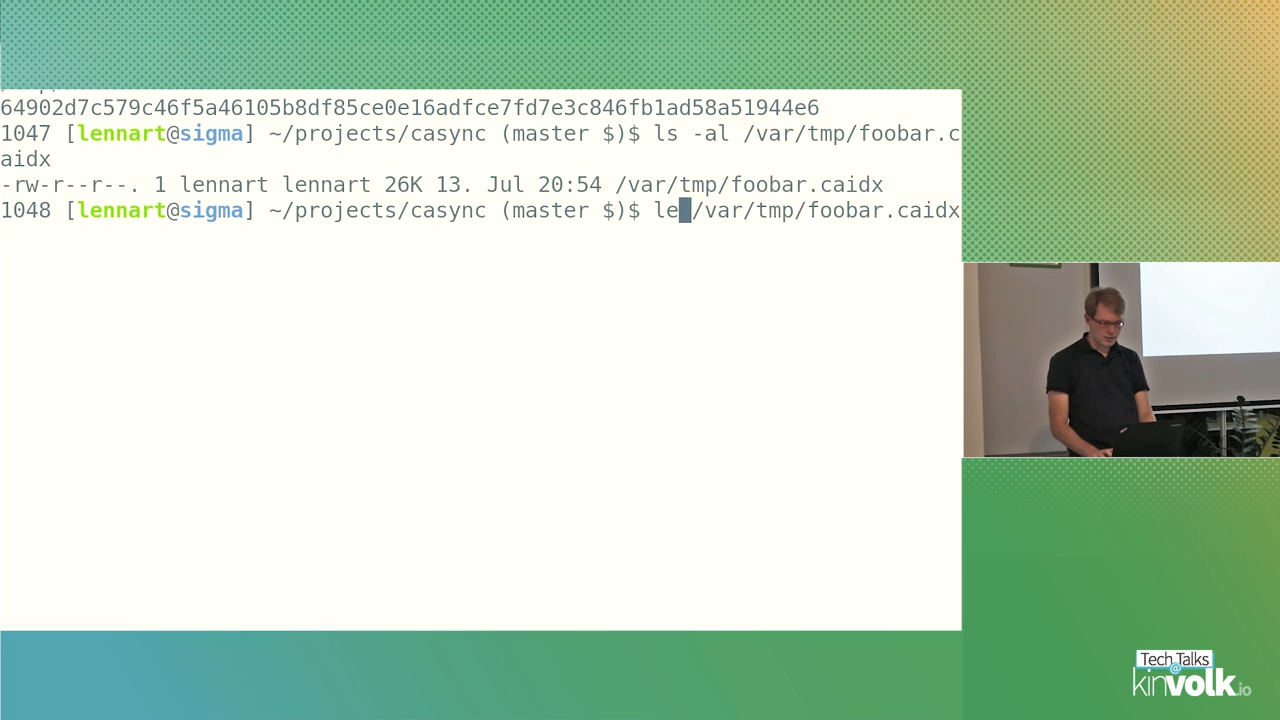 64902d7c579c46f5a46105b8df85ce0e16adfce7fd7e3c846fb1ad58a51944e6
1047 [lennart@sigma] ~/projects/casync (master $)$ ls -al /var/tmp/foobar.c
aidx
-rw-r--r--. 1 lennart lennart 26K 13. Jul 20:54 /var/tmp/foobar.caidx
1048 [lennart@sigma] ~/projects/casync (master $)$ le /var/tmp/foobar.caidx
Tech Talks
@
kinvolk.io